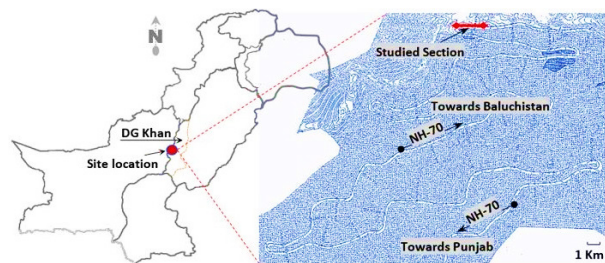 N
DG Khan
Site location
Studied Section
Towards Baluchistan
NH-70
NH-70
Towards Punjab
1 Km